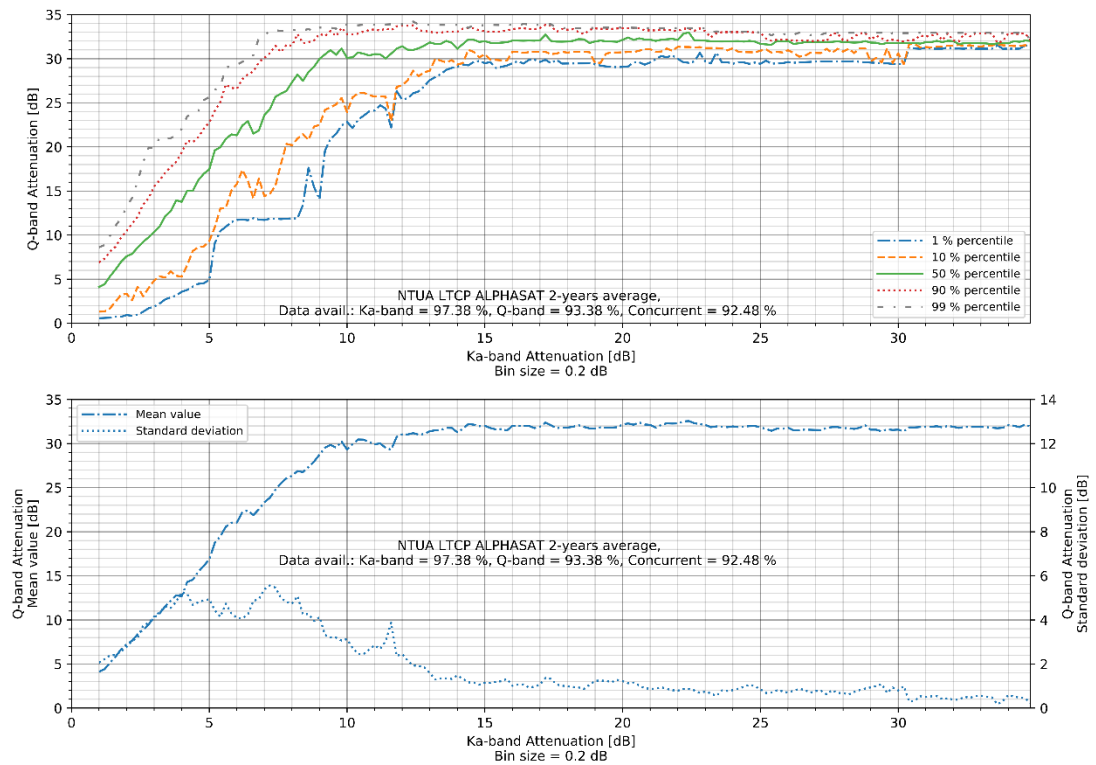 35
30
25
20
15
10
5
0
Q-band Attenuation [dB]
1 % percentile
10 % percentile
50 % percentile
90 % percentile
99 % percentile
NTUA LTCP ALPHASAT 2-years average,
Data avail.: Ka-band = 97.38 %, Q-band = 93.38 %, Concurrent = 92.48 %
0 5 10 15 20 25 30
Ka-band Attenuation [dB]
Bin size = 0.2 dB
35
30
25
20
15
10
5
0
Q-band Attenuation
Mean value [dB]
Mean value
Standard deviation
NTUA LTCP ALPHASAT 2-years average,
Data avail.: Ka-band = 97.38 %, Q-band = 93.38 %, Concurrent = 92.48 %
14
12
10
8
6
4
2
0
Q-band Attenuation
Standard deviation [dB]
0 5 10 15 20 25 30
Ka-band Attenuation [dB]
Bin size = 0.2 dB